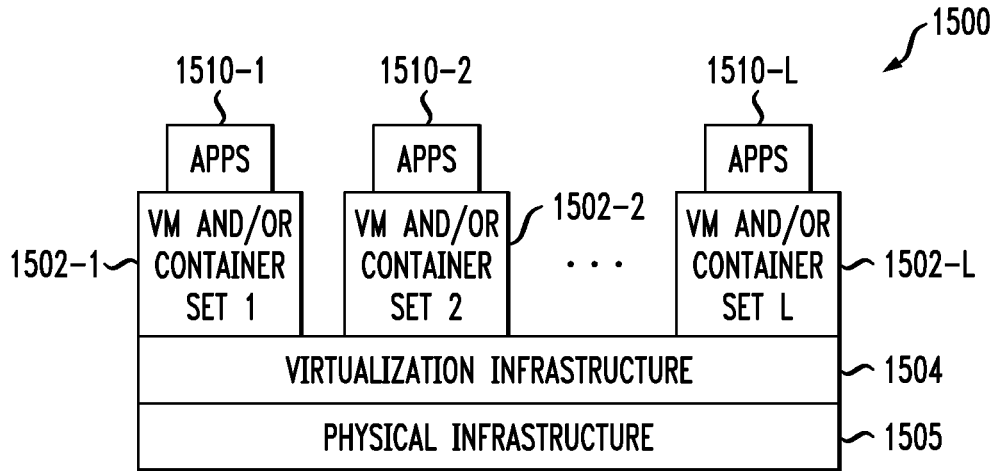 1500
1510-1
1510-2
1510-L
APPS
APPS
APPS
VM AND/OR
CONTAINER
SET 1
VM AND/OR
CONTAINER
SET 2
VM AND/OR
CONTAINER
SET L
1502-1
1502-2
. . .
1502-L
VIRTUALIZATION INFRASTRUCTURE
1504
PHYSICAL INFRASTRUCTURE
1505